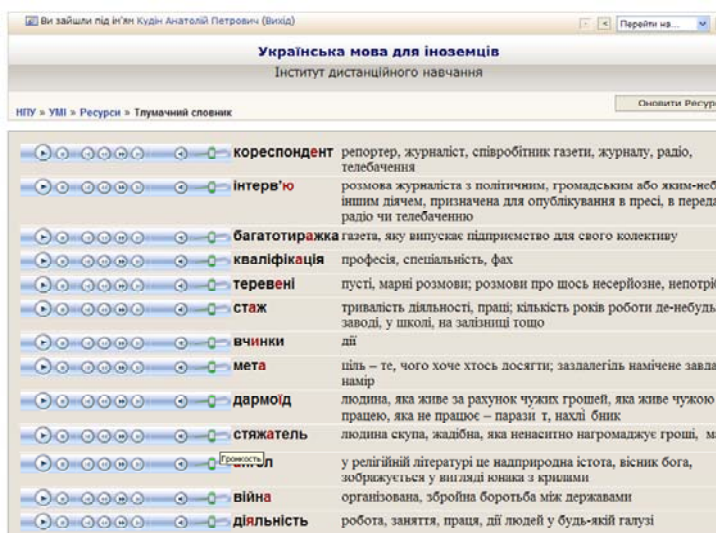 Ви зайшли під ім'ям Кудін Анатолій Петрович (Вихід)
< Перейти на...
Українська мова для іноземців
Інститут дистанційного навчання
НПУ » УМІ » Ресурси » Тлумачний словник
Оновити Ресур
кореспондент репортер, журналіст, співробітник газети, журналу, радіо,
телебачення
інтерв'ю розмова журналіста з політичним, громадським або яким-неб
іншим діячем, призначена для опублікування в пресі, в переда
радіо чи телебаченню
багатотиражка газета, яку випускає підприємство для свого колективу
кваліфікація професія, спеціальність, фах
теревені пусті, марні розмови; розмови про щось несерйозне, непотріб
стаж тривалість діяльності, праці; кількість років роботи де-небудь
заводі, у школі, на залізниці тощо
вчинки дії
мета ціль – те, чого хоче хтось досягти; заздалегідь намічене завда
намір
дармоїд людина, яка живе за рахунок чужих грошей, яка живе чужою
працею, яка не працює – парази т, нахлі бник
стяжатель людина скупа, жадібна, яка ненаситно нагромаджує гроші, ма
Громкость
у релігійній літературі це надприродна істота, вісник бога,
зображується у вигляді юнака з крилами
війна організована, збройна боротьба між державами
діяльність робота, заняття, праця, дії людей у будь-якій галузі